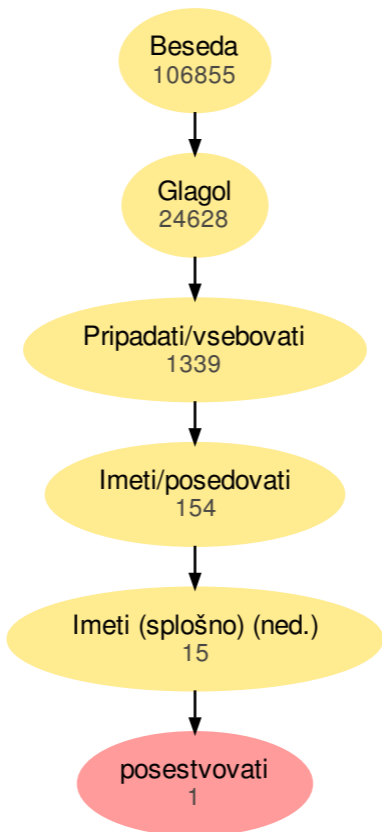 Beseda
106855
Glagol
24628
Pripadati/vsebovati
1339
Imeti/posedovati
154
Imeti (splošno) (ned.)
15
posestvovati
1